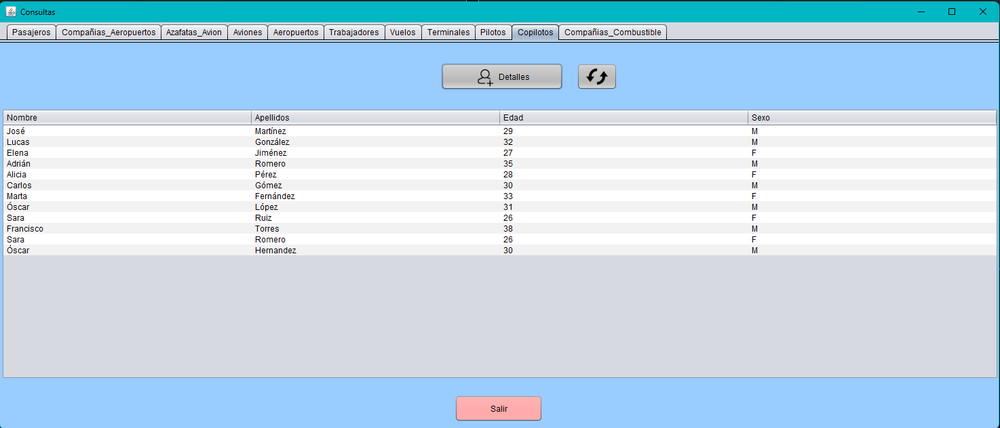 Consultas
Pasajeros Compañias_Aeropuertos Azafatas_Avion Aviones Aeropuertos Trabajadores Vuelos Terminales Pilotos Copilotos Compañias_Combustible
Detalles
Nombre Apellidos Edad Sexo
José Martínez 29 M
Lucas González 32 M
Elena Jiménez 27 F
Adrián Romero 35 M
Alicia Pérez 28 F
Carlos Gómez 30 M
Marta Fernández 33 F
Óscar López 31 M
Sara Ruiz 26 F
Francisco Torres 38 M
Sara Romero 26 F
Óscar Hernandez 30 M
Salir